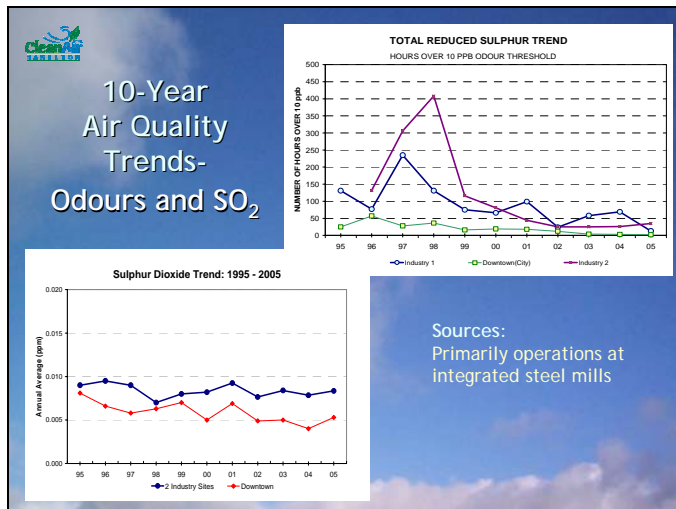 CleanAir
HAMILTON
10-Year
Air Quality
Trends-
Odours and SO2
TOTAL REDUCED SULPHUR TREND
HOURS OVER 10 PPB ODOUR THRESHOLD
NUMBER OF HOURS OVER 10 ppb
500
450
400
350
300
250
200
150
100
50
0
95 96 97 98 99 00 01 02 03 04 05
Industry 1 Downtown(City) Industry 2
Sulphur Dioxide Trend: 1995 - 2005
Annual Average (ppm)
0.020
0.015
0.010
0.005
0.000
95 96 97 98 99 00 01 02 03 04 05
2 Industry Sites Downtown
Sources:
Primarily operations at
integrated steel mills